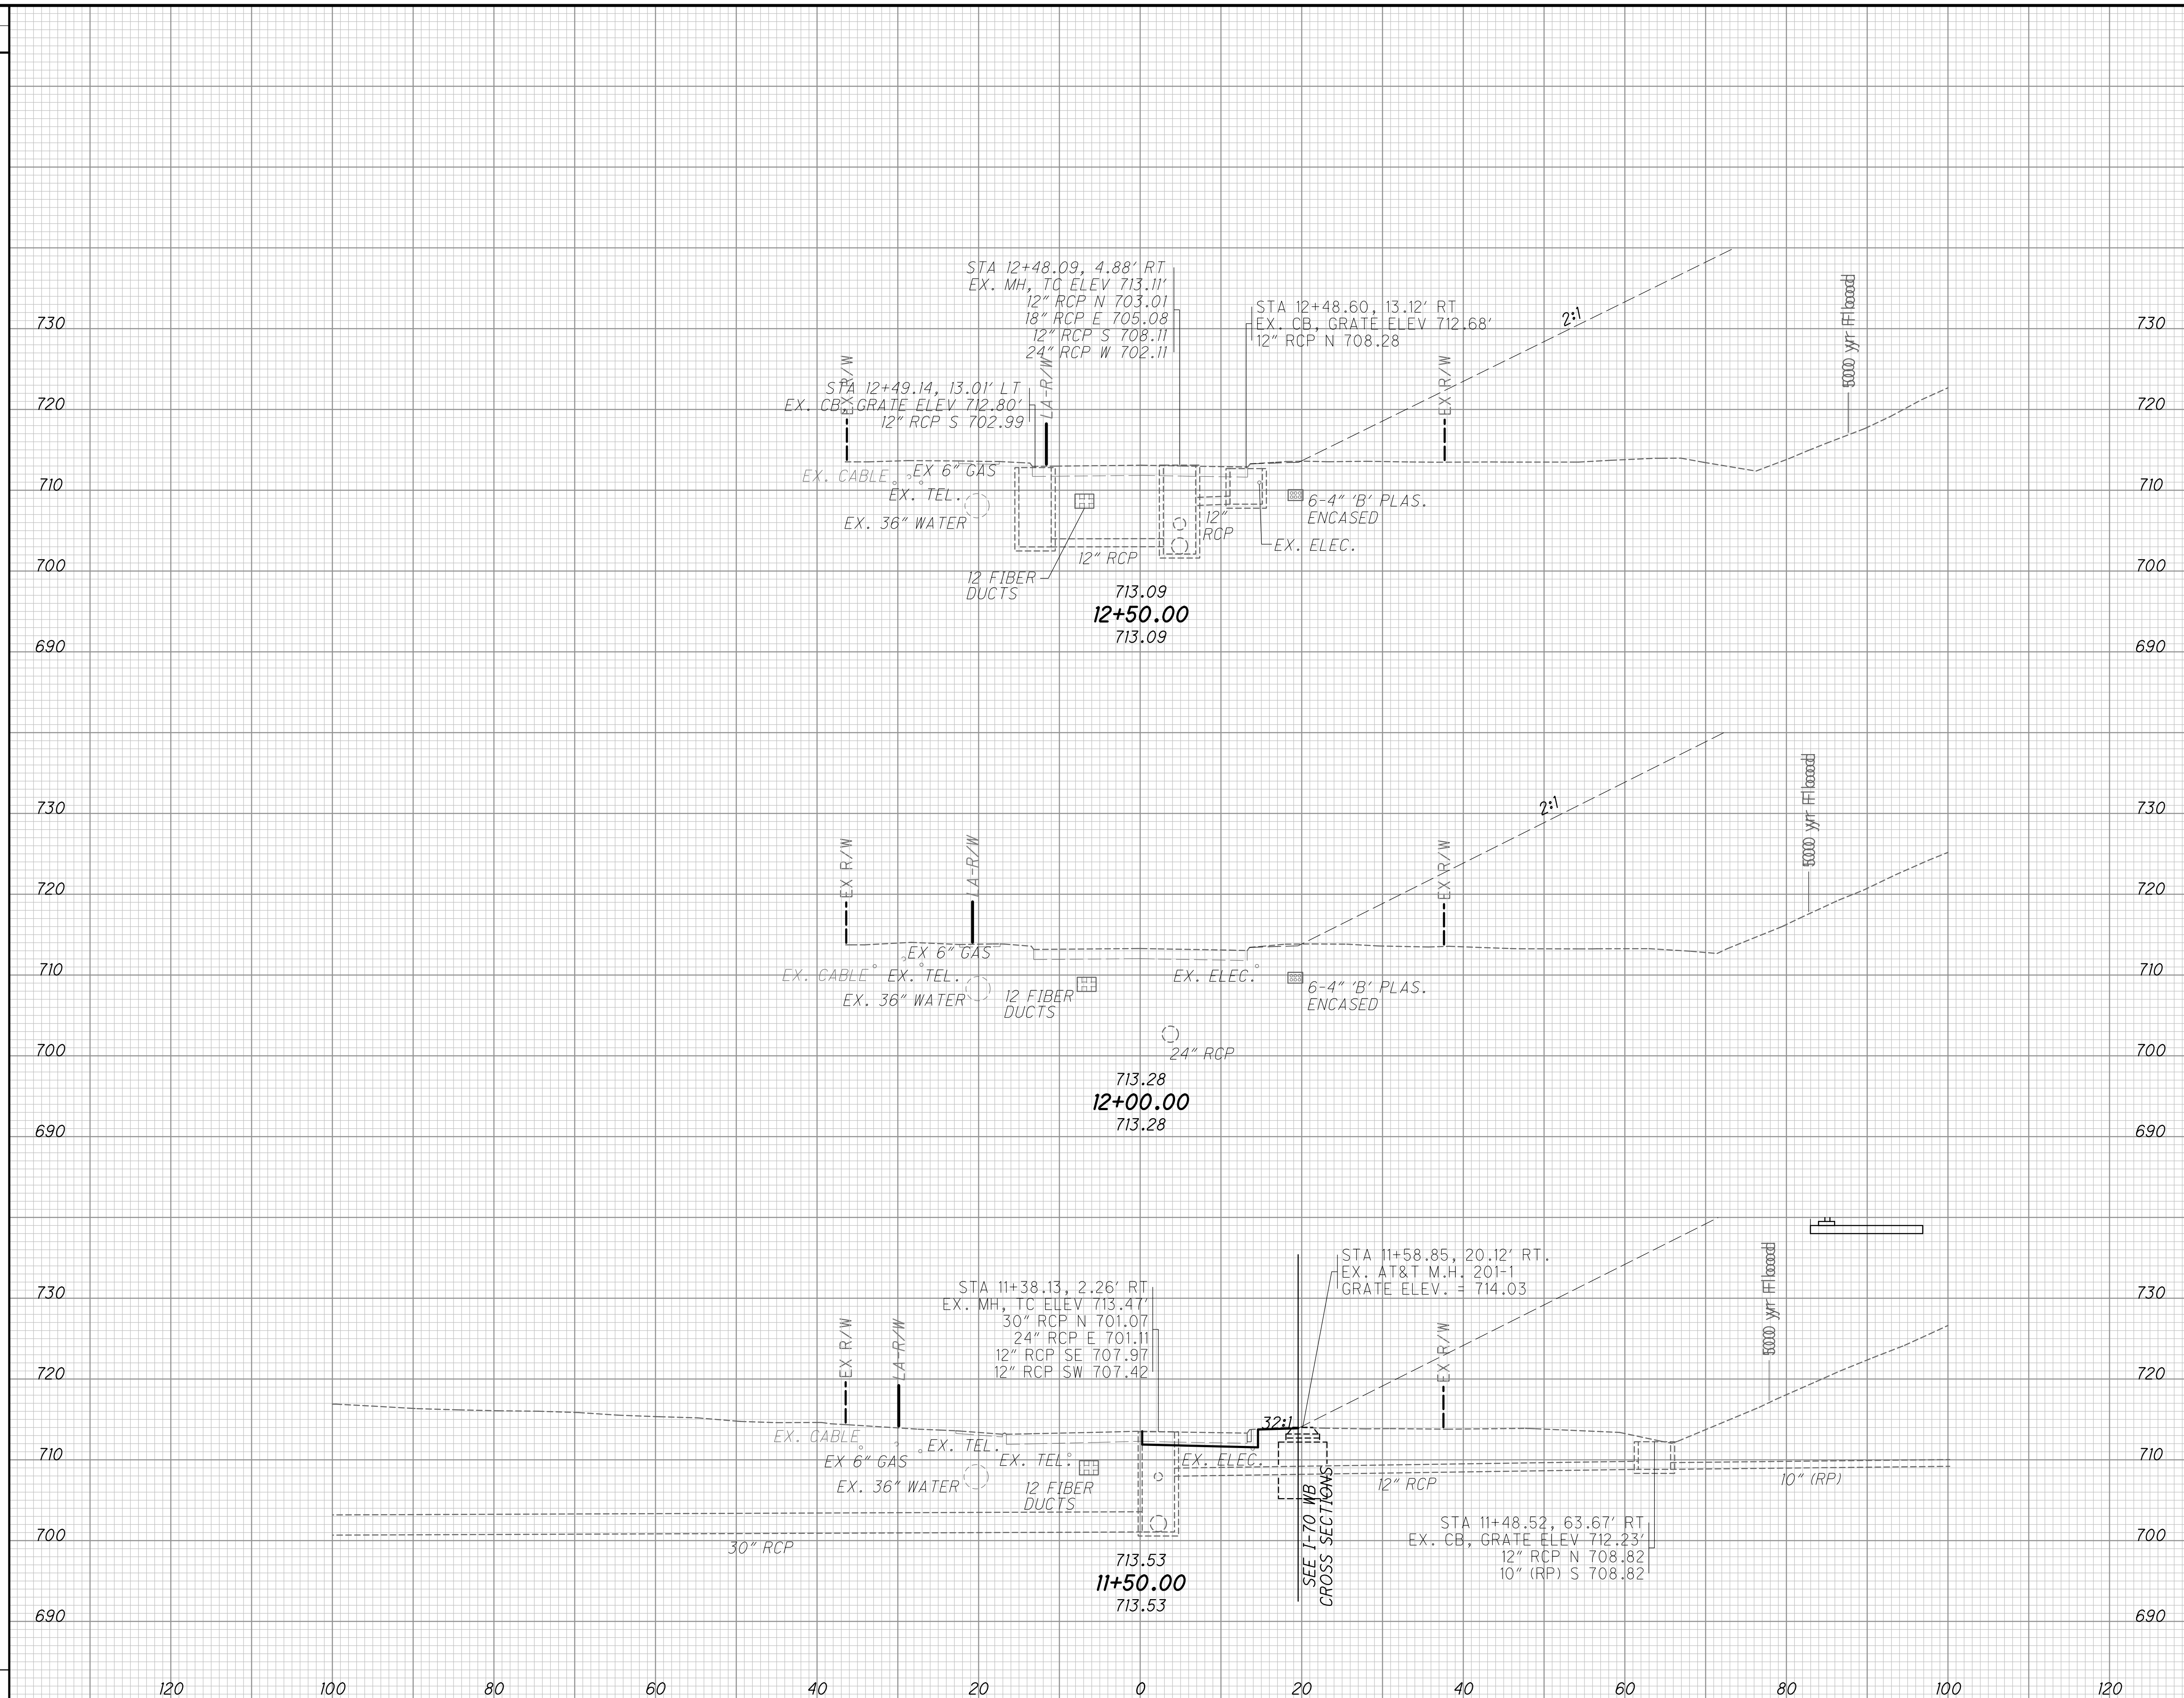 STA 12+48.09, 4.88' RT
EX. MH, TC ELEV 713.11'
12" RCP N 703.01
18" RCP E 705.08
12" RCP S 708.11
24" RCP W 702.11
STA 12+48.60, 13.12' RT
EX. CB, GRATE ELEV 712.68'
12" RCP N 708.28
STA 12+49.14, 13.01' LT
EX. CB, GRATE ELEV 712.80'
12" RCP S 702.99
EX R/W
LA-R/W
EX R/W
2:1
500 yr Flood
730
730
720
720
710
710
700
700
690
690
EX. CABLE
EX 6" GAS
EX. TEL.
EX. 36" WATER
12 FIBER
DUCTS
12" RCP
12"
RCP
EX. ELEC.
6-4" 'B' PLAS.
ENCASED
713.09
12+50.00
713.09
730
730
720
720
710
710
700
700
690
690
EX R/W
LA-R/W
EX R/W
2:1
500 yr Flood
EX 6" GAS
EX. CABLE
EX. TEL.
EX. 36" WATER
12 FIBER
DUCTS
EX. ELEC.
6-4" 'B' PLAS.
ENCASED
24" RCP
713.28
12+00.00
713.28
STA 11+58.85, 20.12' RT.
EX. AT&T M.H. 201-1
GRATE ELEV. = 714.03
STA 11+38.13, 2.26' RT
EX. MH, TC ELEV 713.47'
30" RCP N 701.07
24" RCP E 701.11
12" RCP SE 707.97
12" RCP SW 707.42
730
730
720
720
710
710
700
700
690
690
EX R/W
LA-R/W
EX R/W
500 yr Flood
32:1
EX. CABLE
EX. TEL.
EX 6" GAS
EX. TEL.
EX. ELEC.
EX. 36" WATER
12 FIBER
DUCTS
12" RCP
10" (RP)
30" RCP
SEE I-70 WB
CROSS SECTIONS
STA 11+48.52, 63.67' RT
EX. CB, GRATE ELEV 712.23'
12" RCP N 708.82
10" (RP) S 708.82
713.53
11+50.00
713.53
120 100 80 60 40 20 0 20 40 60 80 100 120